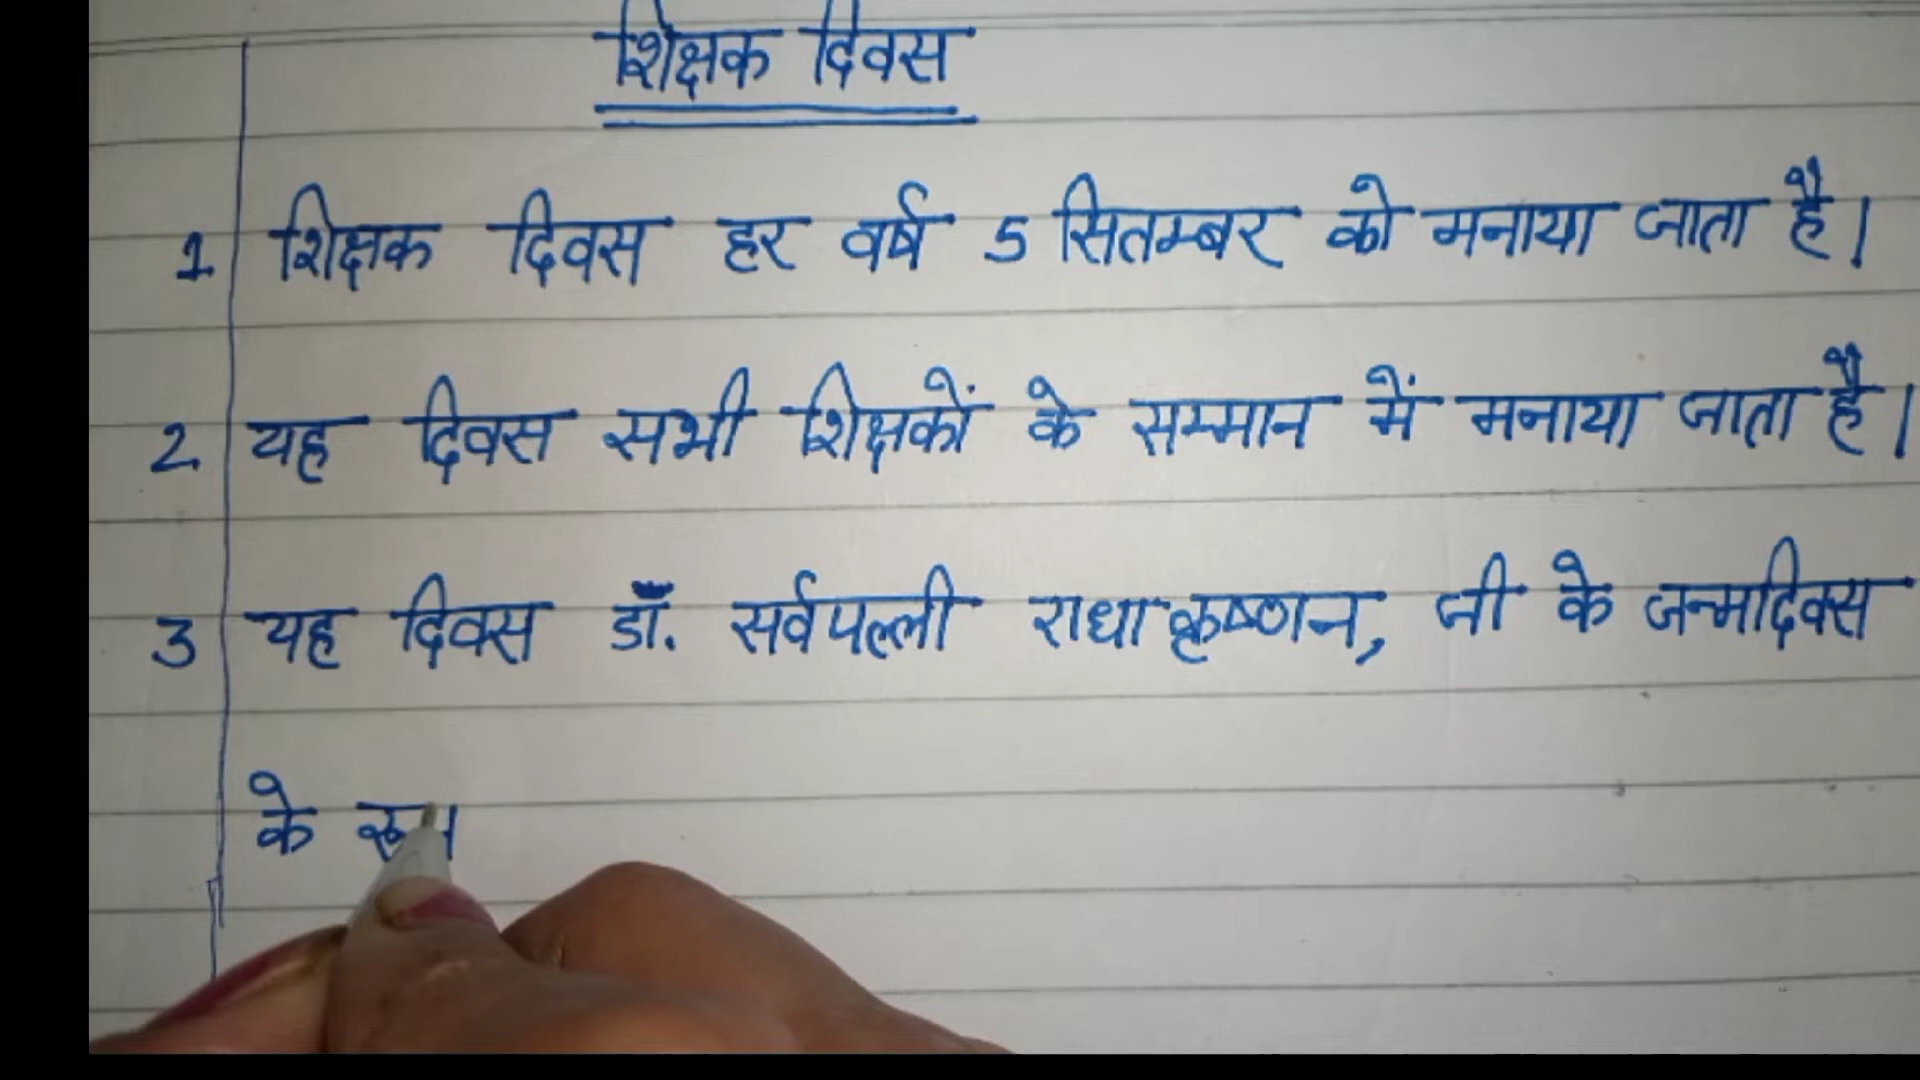 शिक्षक दिवस
1. शिक्षक दिवस हर वर्ष 5 सितम्बर को मनाया जाता है।
2. यह दिवस सभी शिक्षकों के सम्मान में मनाया जाता है।
3 यह दिवस डॉ. सर्वपल्ली राधाकृष्णन, जी के जन्मदिवस
के